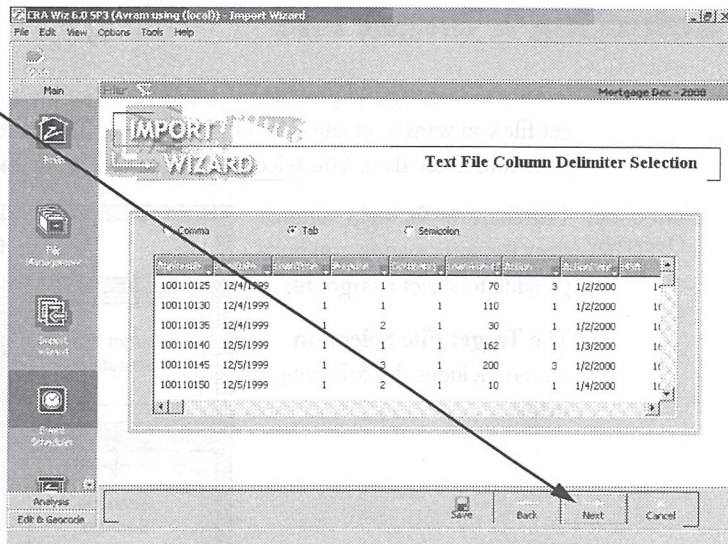 CRA Wiz 6.0 SP3 (Avram using (local)) - Import Wizard
File Edit View Options Tools Help
Main
Filer
Mortgage Dec - 2000
IMPORT WIZARD
Text File Column Delimiter Selection
Comma Tab Semicolon
100110125 12/4/1999 1 1 1 70 3 1/2/2000
100110130 12/4/1999 1 1 1 110 1 1/2/2000
100110135 12/4/1999 1 2 1 30 1 1/2/2000
100110140 12/5/1999 1 1 1 1 1/3/2000
100110145 12/5/1999 1 3 1 200 3 1/2/2000
100110150 12/5/1999 1 2 1 10 1 1/4/2000
File Management
Import Wizard
Event Scheduler
Analysis
Edit & Geocode
Save Back Next Cancel